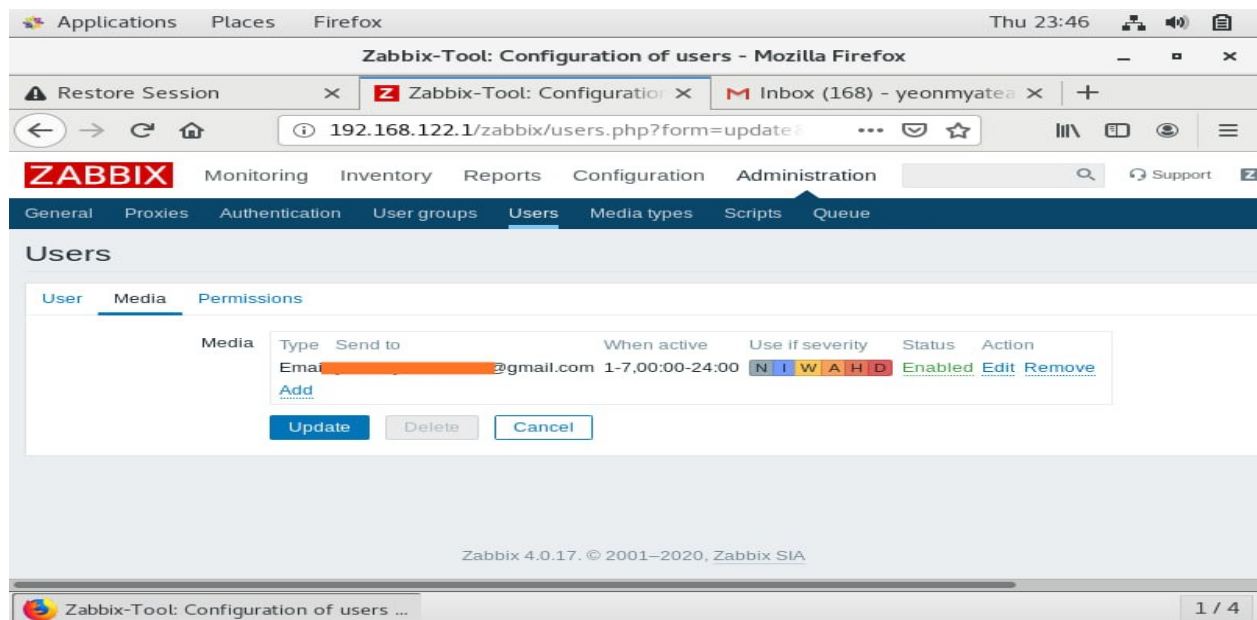 Applications Places Firefox Thu 23:46
Zabbix-Tool: Configuration of users - Mozilla Firefox
Restore Session Z Zabbix-Tool: Configuration Inbox (168) - yeonmyatea
192.168.122.1/zabbix/users.php?form=update
ZABBIX Monitoring Inventory Reports Configuration Administration Support Z
General Proxies Authentication User groups Users Media types Scripts Queue
Users
User Media Permissions
Media Type Send to When active Use if severity Status Action
Emai @gmail.com 1-7,00:00-24:00 N I W A H D Enabled Edit Remove
Add
Update Delete Cancel
Zabbix 4.0.17. © 2001–2020, Zabbix SIA
Zabbix-Tool: Configuration of users ... 1 / 4